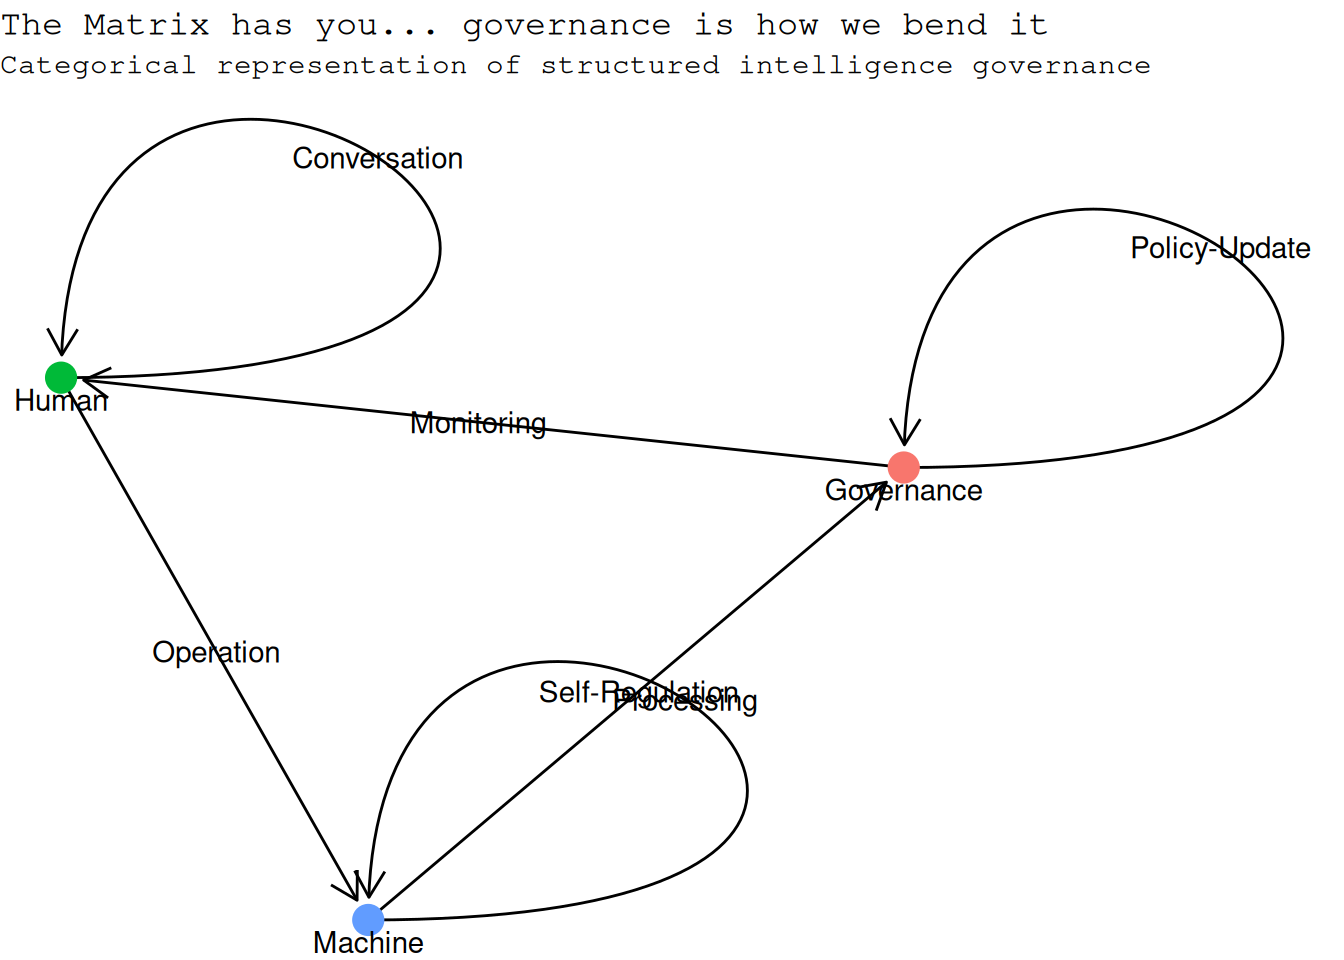 The Matrix has you... governance is how we bend it
Categorical representation of structured intelligence governance
Conversation
Policy-Update
Human
Monitoring
Governance
Operation
Self-Regulation
Processing
Machine